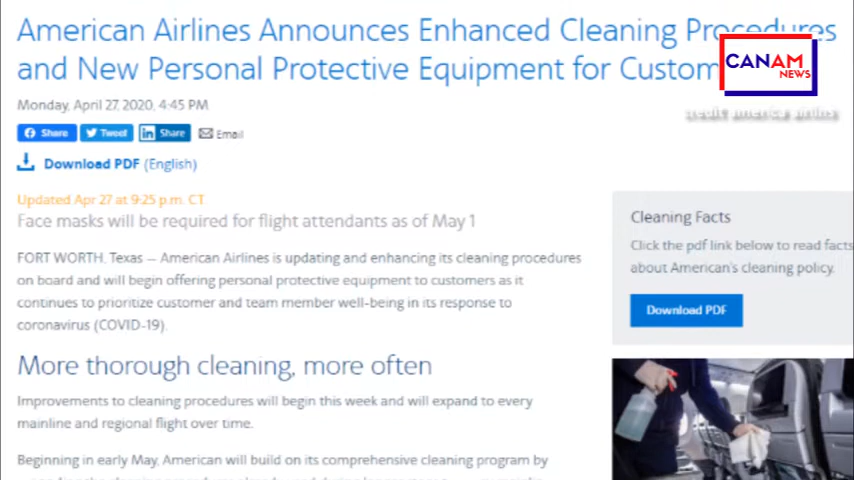 American Airlines Announces Enhanced Cleaning Procedures
and New Personal Protective Equipment for
CANAM
NEWS
credit america airlins
Monday, April 27, 2020, 4:45 PM
Share Tweet Share Email
Download PDF (English)
Updated Apr 27 at 9:25 p.m. CT
Face masks will be required for flight attendants as of May 1
FORT WORTH, Texas — American Airlines is updating and enhancing its cleaning procedures
on board and will begin offering personal protective equipment to customers as it
continues to prioritize customer and team member well-being in its response to
coronavirus (COVID-19).
More thorough cleaning, more often
Improvements to cleaning procedures will begin this week and will expand to every
mainline and regional flight over time.
Beginning in early May, American will build on its comprehensive cleaning program by
Cleaning Facts
Click the pdf link below to read facts
about American's cleaning policy.
Download PDF